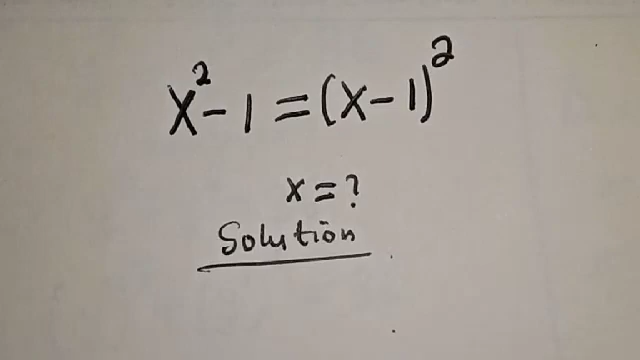 x² - 1 = (x - 1)²
x = ?
Solution